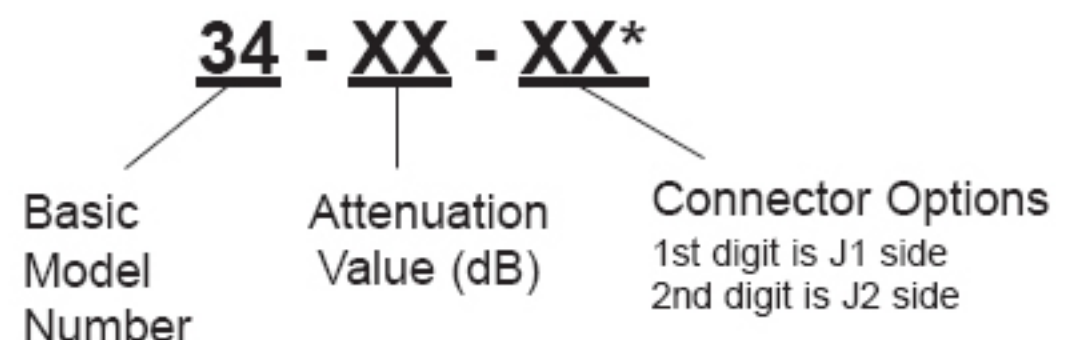 34 - XX - XX*
Basic
Model
Number
Attenuation
Value (dB)
Connector Options
1st digit is J1 side
2nd digit is J2 side